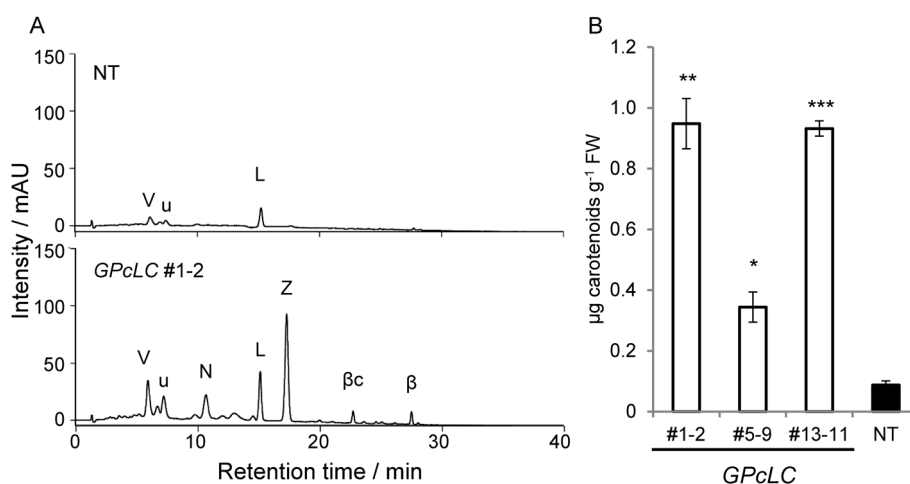 A
Intensity / mAU
150
NT
100
50
0
V
u
L
150
GPcLC #1-2
100
50
0
V
u
N
L
Z
βc
β
0
10
20
30
40
Retention time / min
B
µg carotenoids g⁻¹ FW
1.2
1.0
0.8
0.6
0.4
0.2
0
**
*
***
#1-2
#5-9
#13-11
NT
GPcLC